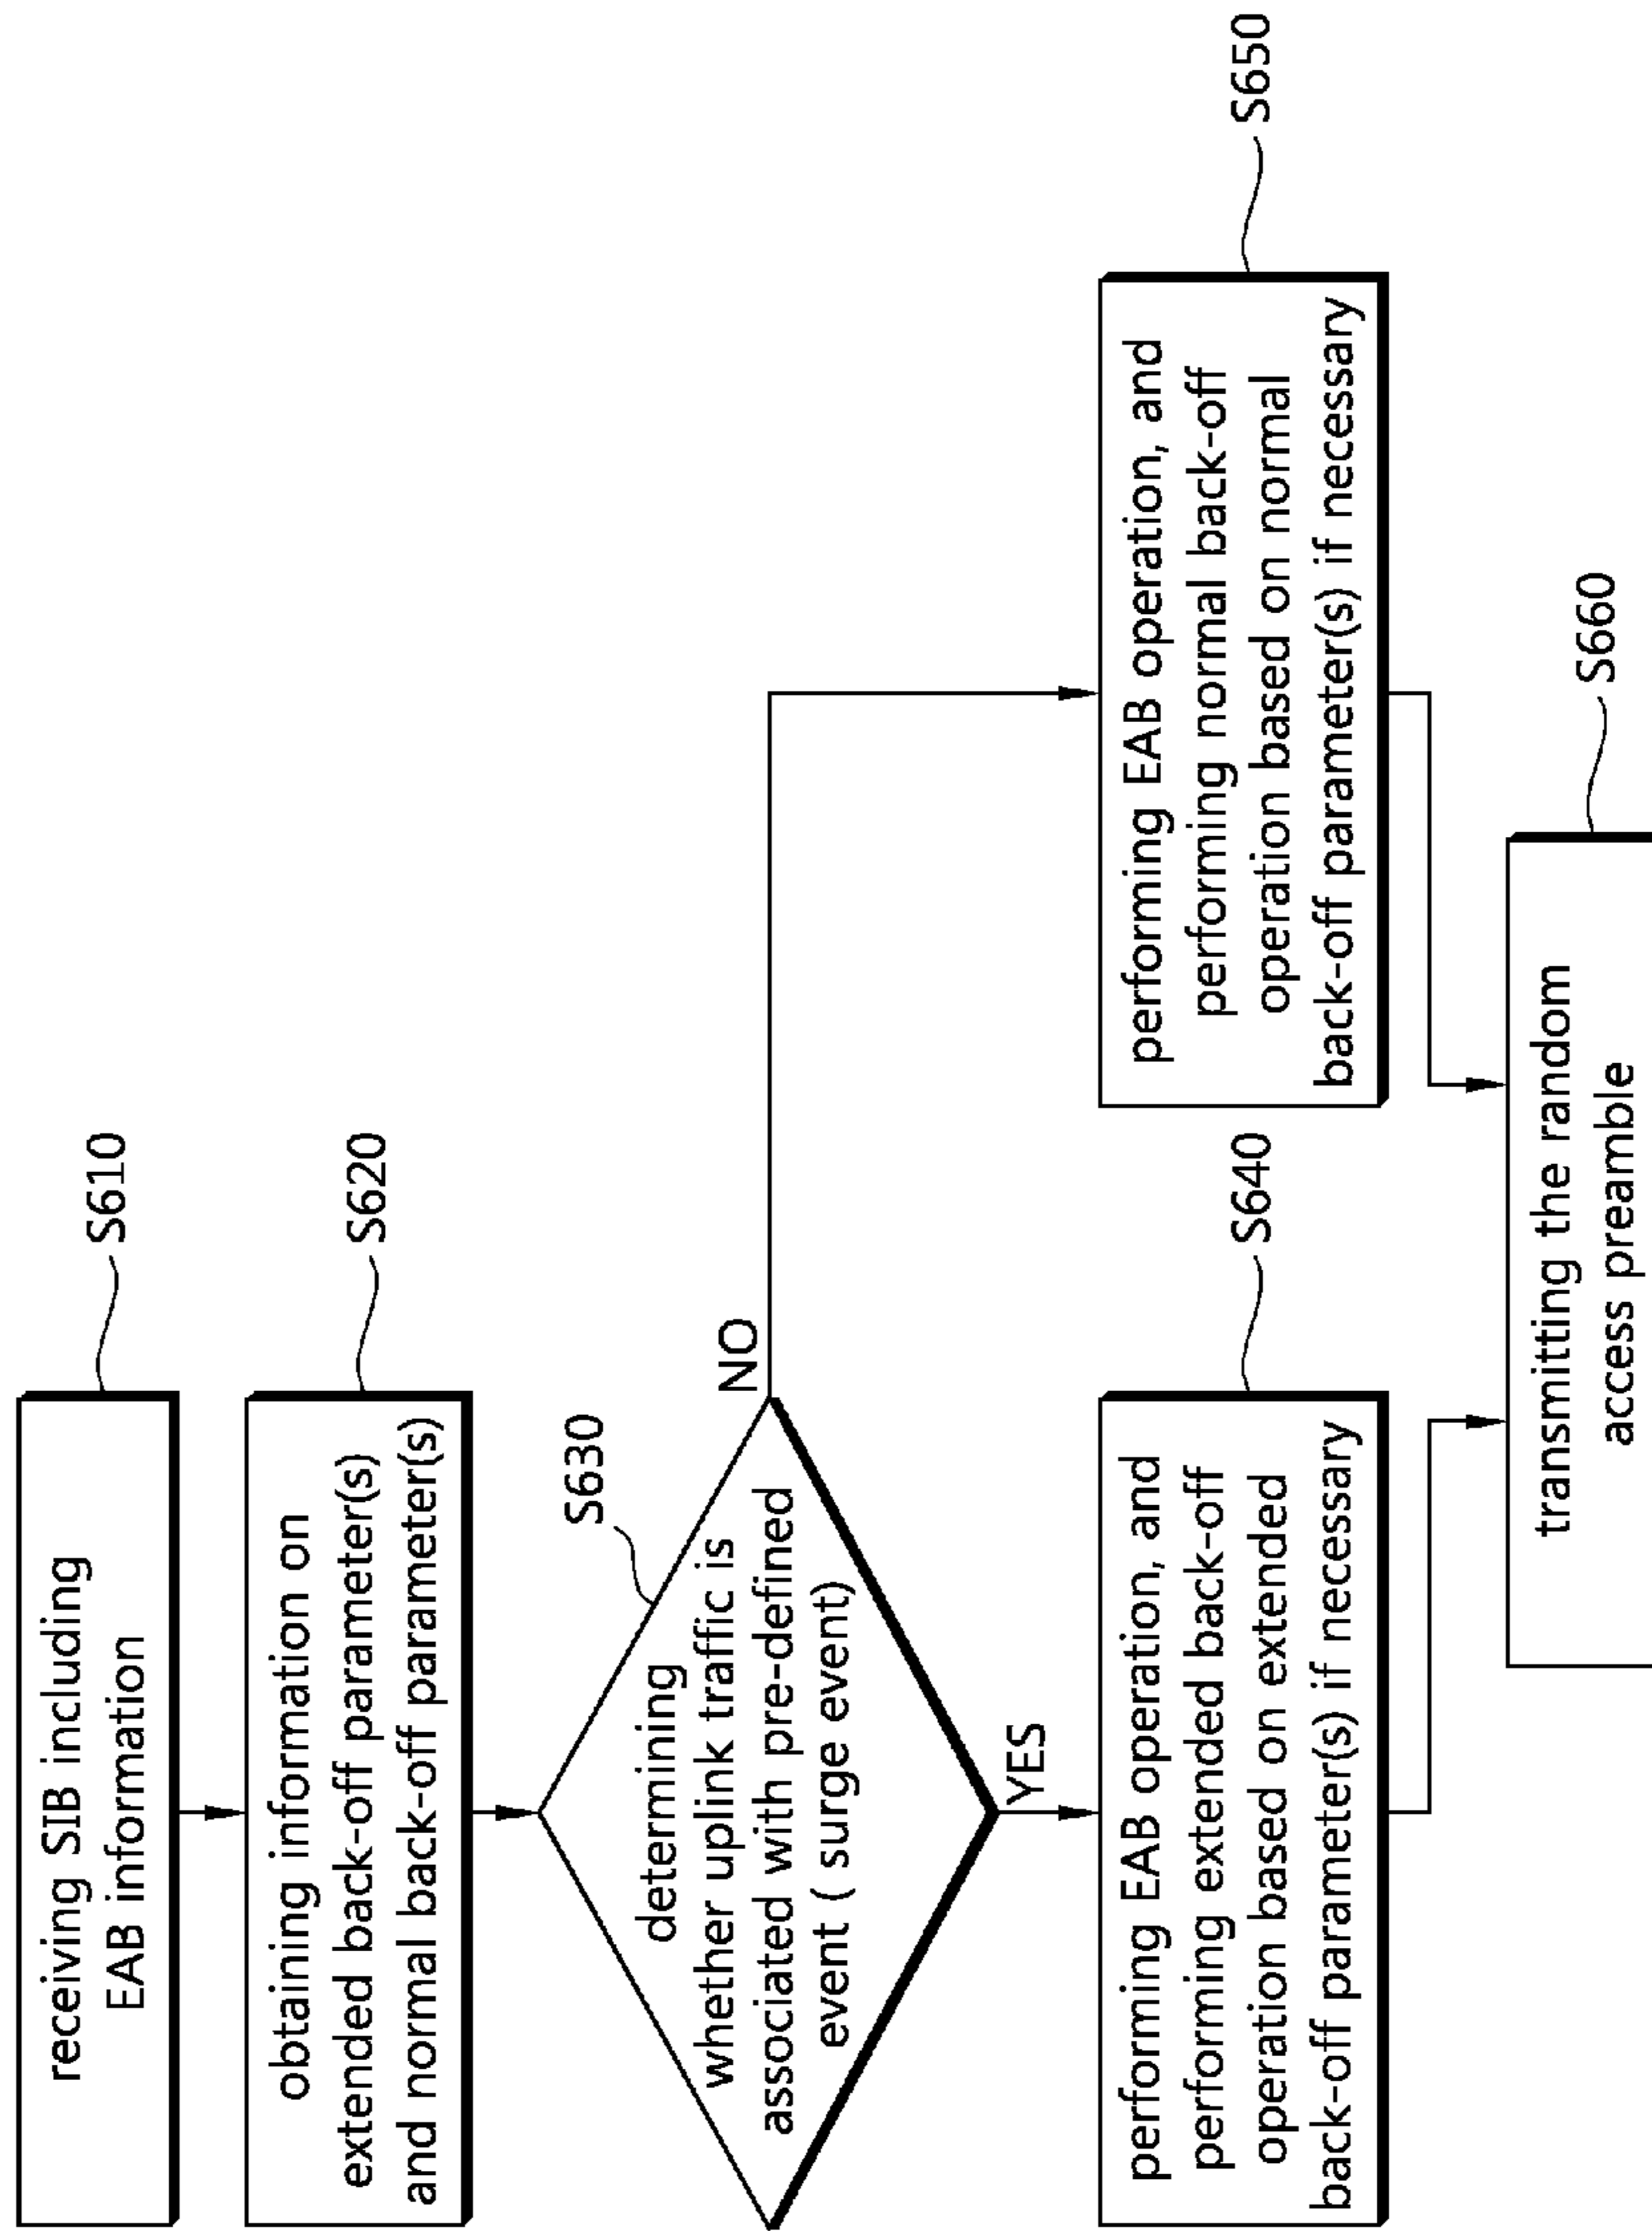 receiving SIB including
EAB information
S610
obtaining information on
extended back-off parameter(s)
and normal back-off parameter(s)
S620
determining
whether uplink traffic is
associated with pre-defined
event ( surge event)
S630
NO
YES
performing EAB operation, and
performing extended back-off
operation based on extended
back-off parameter(s) if necessary
S640
performing EAB operation, and
performing normal back-off
operation based on normal
back-off parameter(s) if necessary
S650
transmitting the random
access preamble
S660